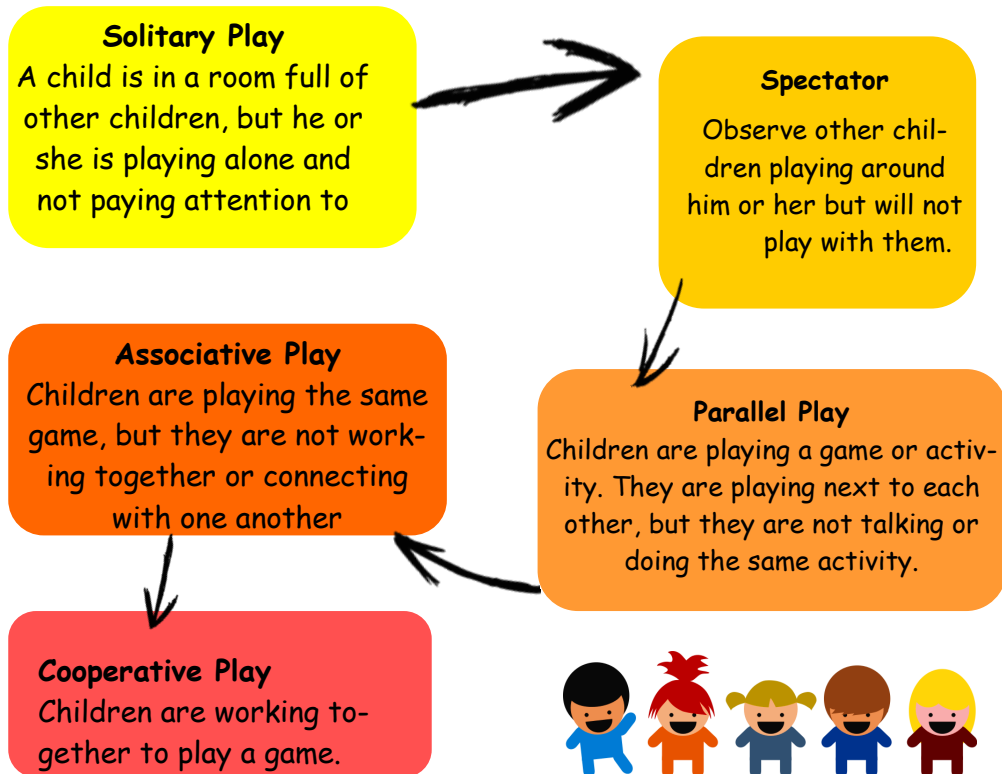 Solitary Play
A child is in a room full of
other children, but he or
she is playing alone and
not paying attention to
Spectator
Observe other chil-
dren playing around
him or her but will not
play with them.
Parallel Play
Children are playing a game or activ-
ity. They are playing next to each
other, but they are not talking or
doing the same activity.
Associative Play
Children are playing the same
game, but they are not work-
ing together or connecting
with one another
Cooperative Play
Children are working to-
gether to play a game.